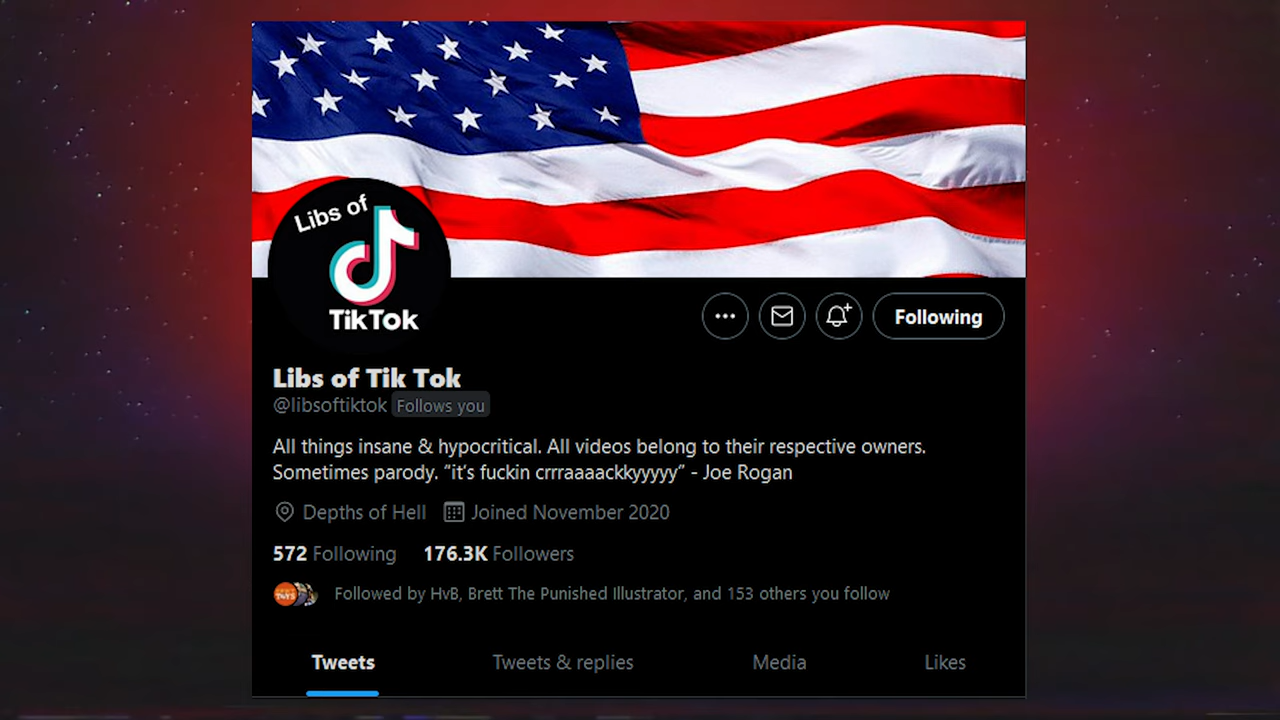 Libs of
TikTok
Following
Libs of Tik Tok
@libsoftiktok Follows you
All things insane & hypocritical. All videos belong to their respective owners.
Sometimes parody. “it's fuckin crrraaaackkyyyyy” - Joe Rogan
Depths of Hell Joined November 2020
572 Following 176.3K Followers
Followed by HvB, Brett The Punished Illustrator, and 153 others you follow
Tweets Tweets & replies Media Likes